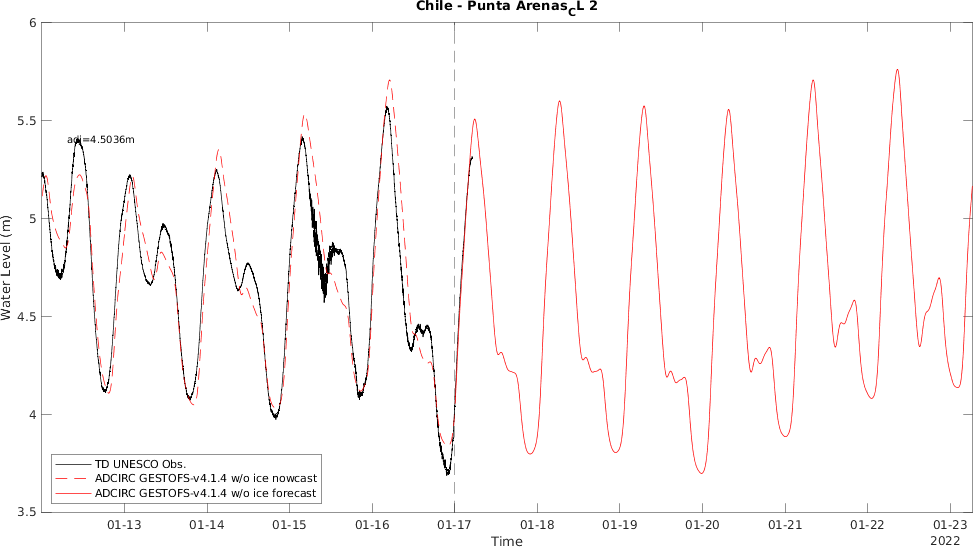 Chile - Punta Arenas_CL 2
6
5.5
5
4.5
4
3.5
Water Level (m)
adj=4.5036m
TD UNESCO Obs.
ADCIRC GESTOFS-v4.1.4 w/o ice nowcast
ADCIRC GESTOFS-v4.1.4 w/o ice forecast
01-13 01-14 01-15 01-16 01-17 01-18 01-19 01-20 01-21 01-22 01-23
2022
Time